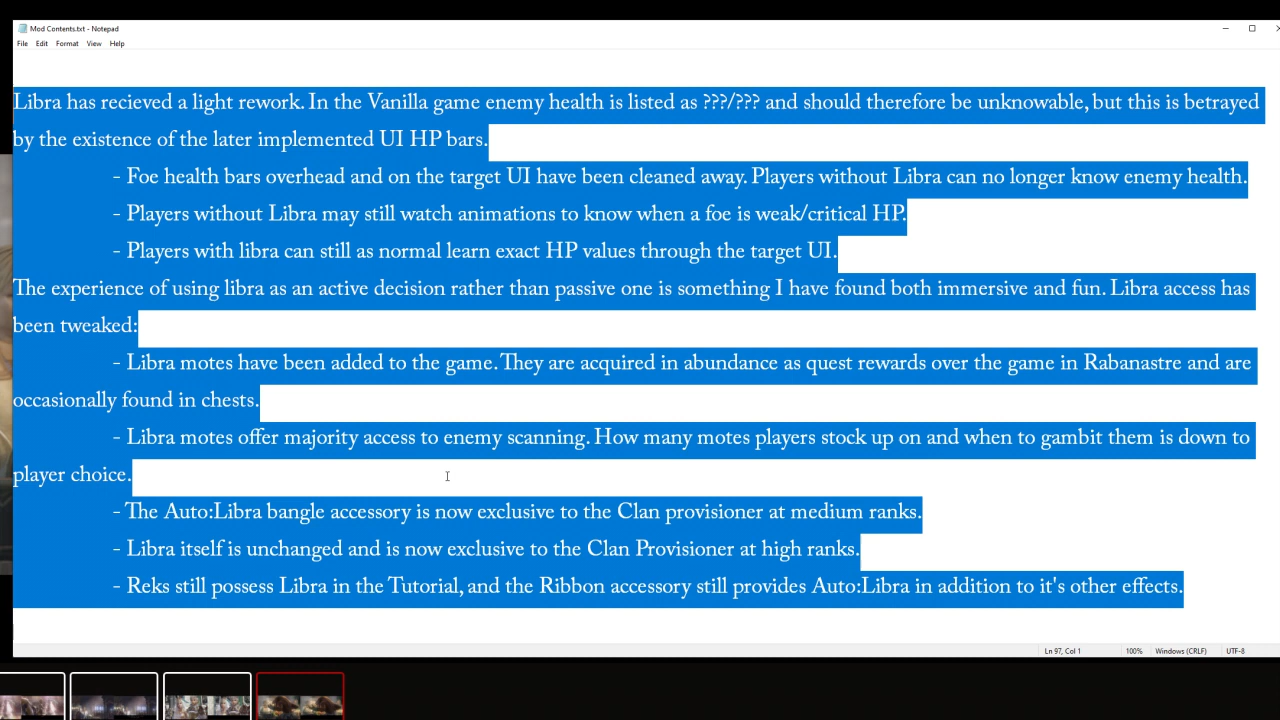 Mod Contents.txt - Notepad
File Edit Format View Help
Libra has recieved a light rework. In the Vanilla game enemy health is listed as ???/??? and should therefore be unknowable, but this is betrayed
by the existence of the later implemented UI HP bars.
- Foe health bars overhead and on the target UI have been cleaned away. Players without Libra can no longer know enemy health.
- Players without Libra may still watch animations to know when a foe is weak/critical HP.
- Players with libra can still as normal learn exact HP values through the target UI.
The experience of using libra as an active decision rather than passive one is something I have found both immersive and fun. Libra access has
been tweaked:
- Libra motes have been added to the game. They are acquired in abundance as quest rewards over the game in Rabanastre and are
occasionally found in chests.
- Libra motes offer majority access to enemy scanning. How many motes players stock up on and when to gambit them is down to
player choice.
- The Auto:Libra bangle accessory is now exclusive to the Clan provisioner at medium ranks.
- Libra itself is unchanged and is now exclusive to the Clan Provisioner at high ranks.
- Reks still possess Libra in the Tutorial, and the Ribbon accessory still provides Auto:Libra in addition to it's other effects.
Ln 97, Col 1 100% Windows (CRLF) UTF-8